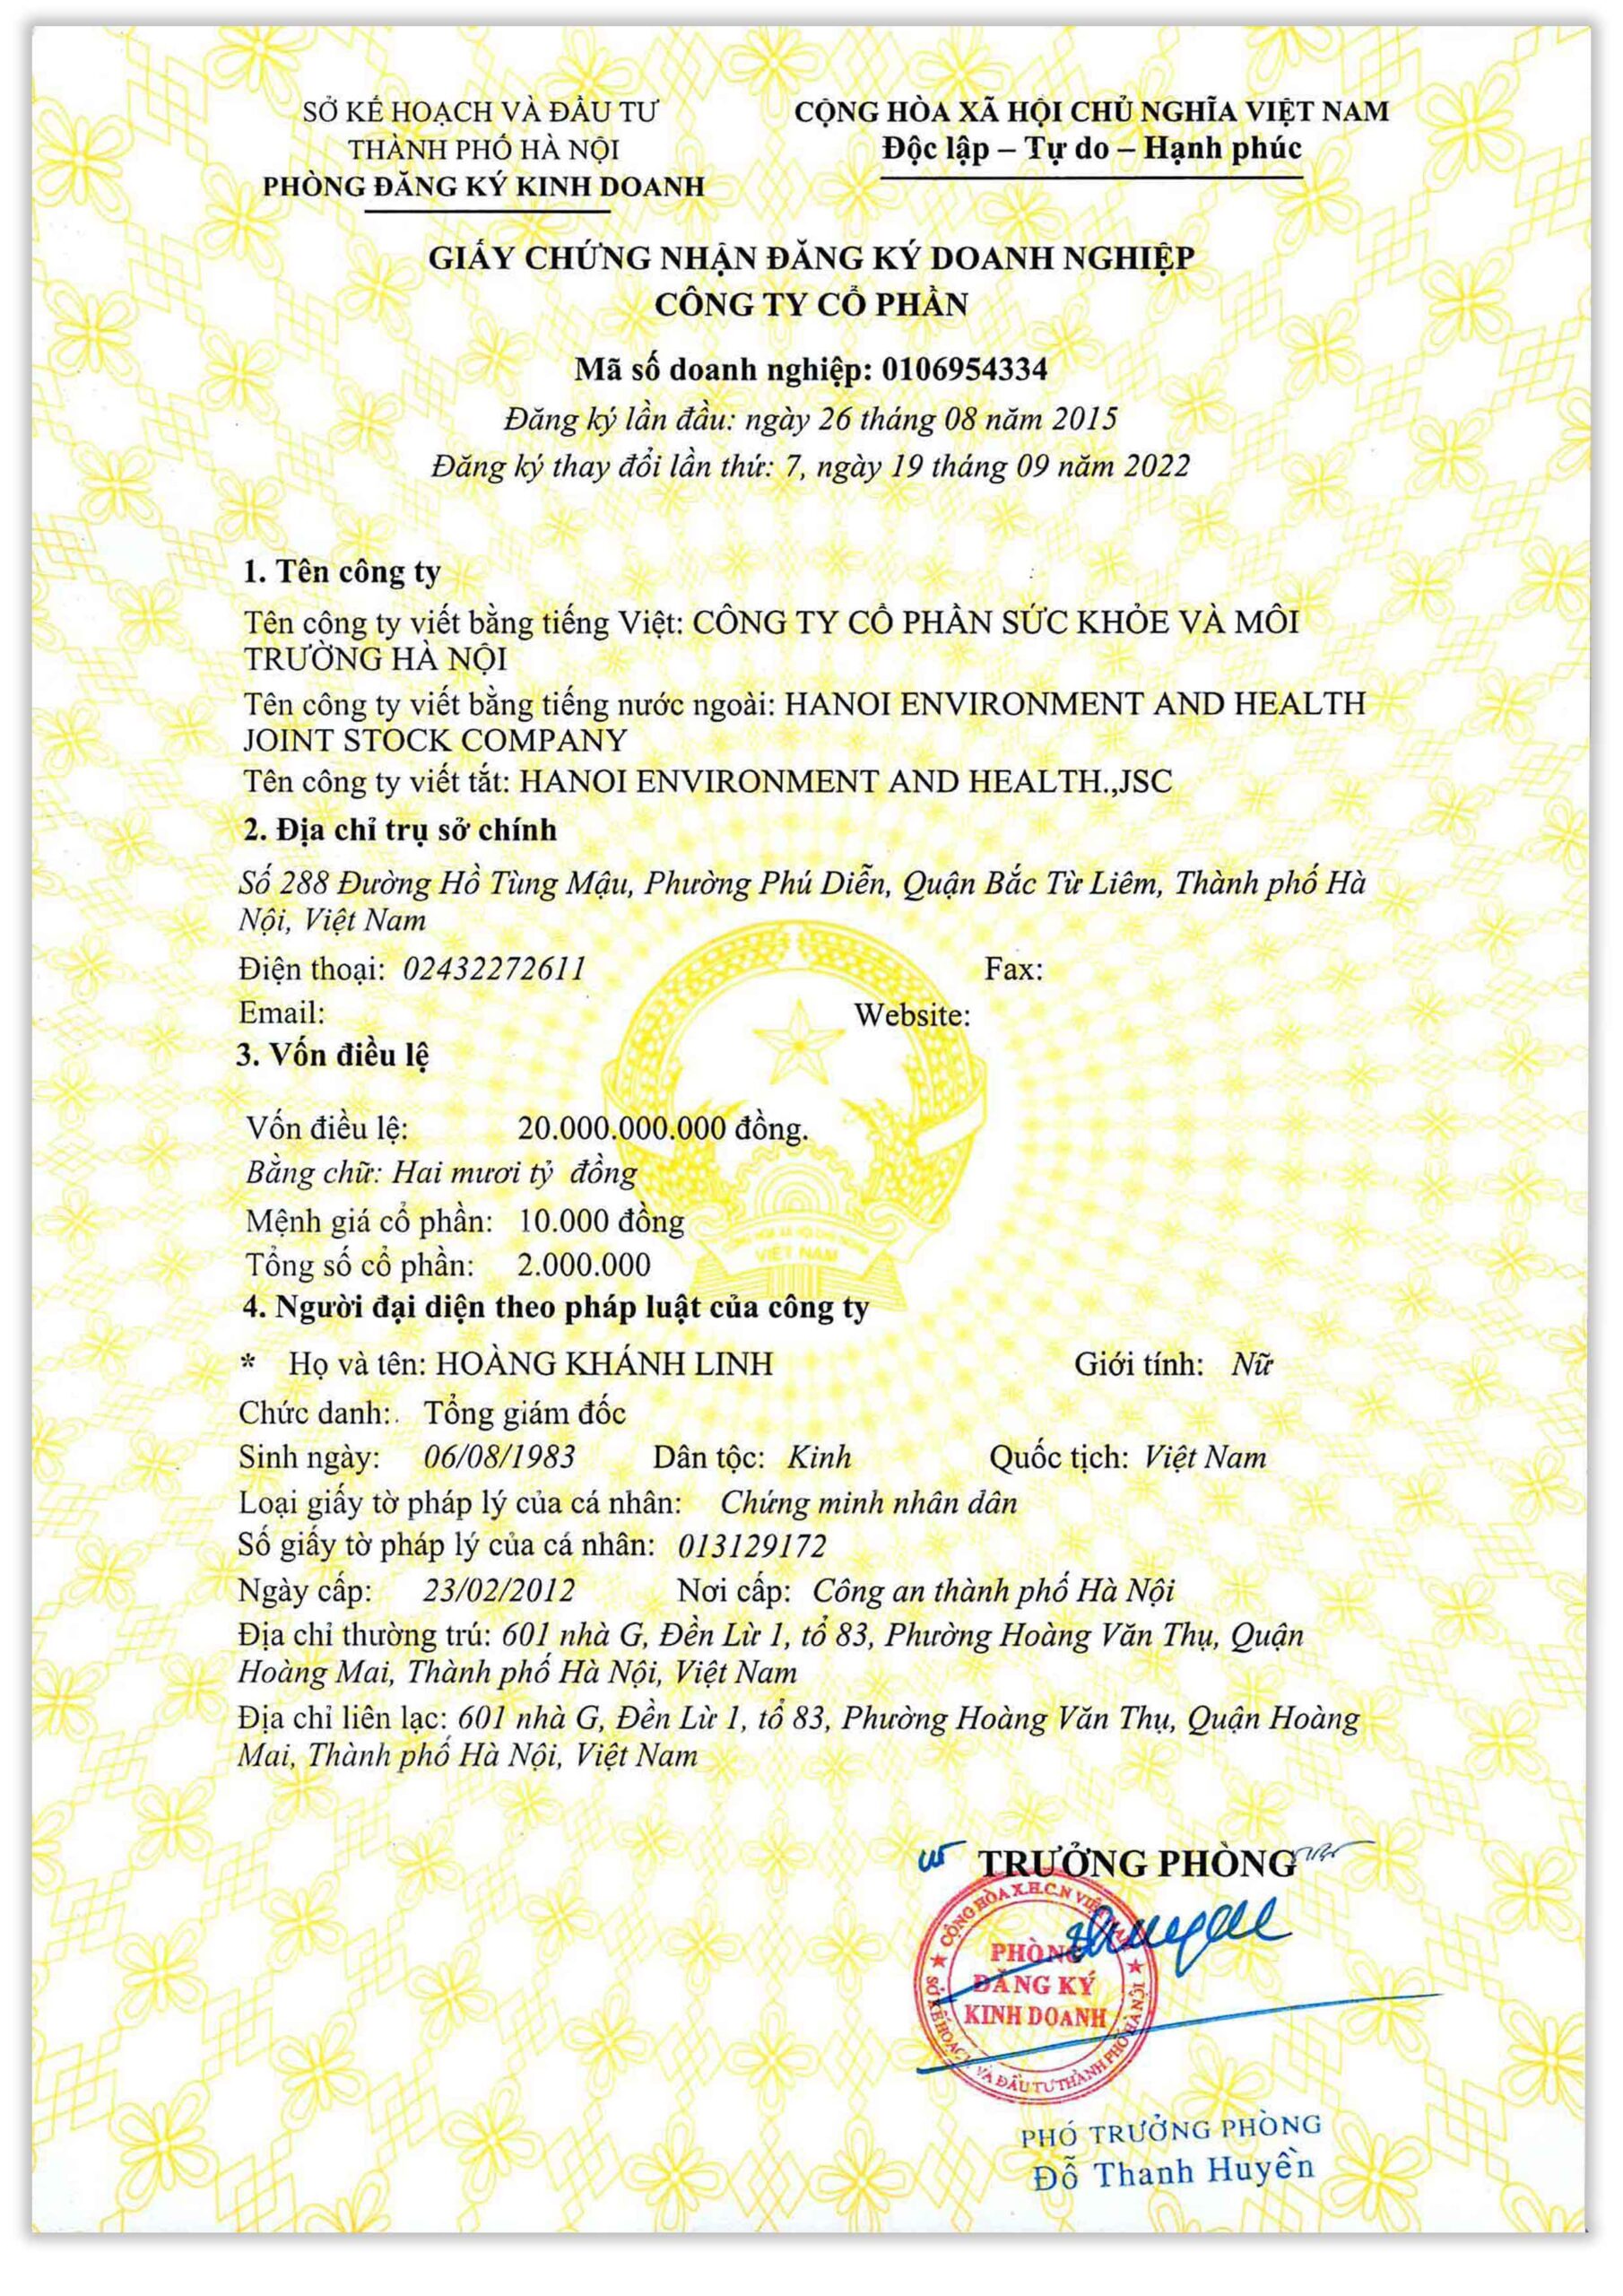 SỞ KẾ HOẠCH VÀ ĐẦU TƯ
THÀNH PHỐ HÀ NỘI
PHÒNG ĐĂNG KÝ KINH DOANH
CỘNG HÒA XÃ HỘI CHỦ NGHĨA VIỆT NAM
Độc lập – Tự do – Hạnh phúc
GIẤY CHỨNG NHẬN ĐĂNG KÝ DOANH NGHIỆP
CÔNG TY CỔ PHẦN
Mã số doanh nghiệp: 0106954334
Đăng ký lần đầu: ngày 26 tháng 08 năm 2015
Đăng ký thay đổi lần thứ: 7, ngày 19 tháng 09 năm 2022
1. Tên công ty
Tên công ty viết bằng tiếng Việt: CÔNG TY CỔ PHẦN SỨC KHỎE VÀ MÔI
TRƯỜNG HÀ NỘI
Tên công ty viết bằng tiếng nước ngoài: HANOI ENVIRONMENT AND HEALTH
JOINT STOCK COMPANY
Tên công ty viết tắt: HANOI ENVIRONMENT AND HEALTH.,JSC
2. Địa chỉ trụ sở chính
Số 288 Đường Hồ Tùng Mậu, Phường Phú Diễn, Quận Bắc Từ Liêm, Thành phố Hà
Nội, Việt Nam
Điện thoại: 02432272611 Fax:
Email: Website:
3. Vốn điều lệ
Vốn điều lệ: 20.000.000.000 đồng.
Bằng chữ: Hai mươi tỷ đồng
Mệnh giá cổ phần: 10.000 đồng
Tổng số cổ phần: 2.000.000
VIỆT NAM
4. Người đại diện theo pháp luật của công ty
* Họ và tên: HOÀNG KHÁNH LINH Giới tính: Nữ
Chức danh: Tổng giám đốc
Sinh ngày: 06/08/1983 Dân tộc: Kinh Quốc tịch: Việt Nam
Loại giấy tờ pháp lý của cá nhân: Chứng minh nhân dân
Số giấy tờ pháp lý của cá nhân: 013129172
Ngày cấp: 23/02/2012 Nơi cấp: Công an thành phố Hà Nội
Địa chỉ thường trú: 601 nhà G, Đền Lừ 1, tổ 83, Phường Hoàng Văn Thụ, Quận
Hoàng Mai, Thành phố Hà Nội, Việt Nam
Địa chỉ liên lạc: 601 nhà G, Đền Lừ 1, tổ 83, Phường Hoàng Văn Thụ, Quận Hoàng
Mai, Thành phố Hà Nội, Việt Nam
TRƯỞNG PHÒNG
CỘNG HÒA X.H.C.N VIỆT NAM
PHÒNG
ĐĂNG KÝ
KINH DOANH
SỞ KẾ HOẠCH VÀ ĐẦU TƯ THÀNH PHỐ HÀ NỘI
PHÓ TRƯỞNG PHÒNG
Đỗ Thanh Huyền